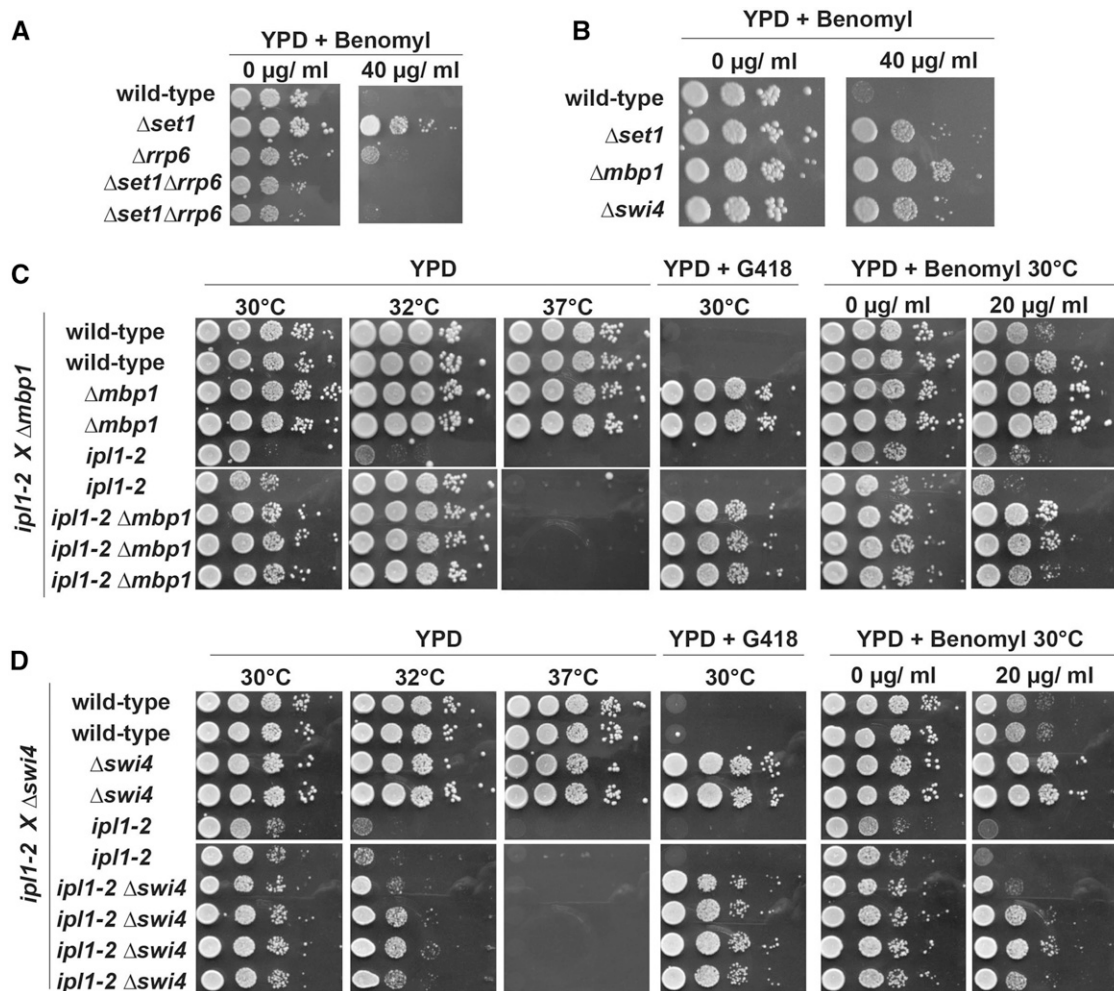 A
YPD + Benomyl
0 µg/ ml 40 µg/ ml
wild-type
Δset1
Δrrp6
Δset1Δrrp6
Δset1Δrrp6
B
YPD + Benomyl
0 µg/ ml 40 µg/ ml
wild-type
Δset1
Δmbp1
Δswi4
C
YPD YPD + G418 YPD + Benomyl 30°C
30°C 32°C 37°C 30°C 0 µg/ ml 20 µg/ ml
ipl1-2 X Δmbp1
wild-type
wild-type
Δmbp1
Δmbp1
ipl1-2
ipl1-2
ipl1-2 Δmbp1
ipl1-2 Δmbp1
ipl1-2 Δmbp1
D
YPD YPD + G418 YPD + Benomyl 30°C
30°C 32°C 37°C 30°C 0 µg/ ml 20 µg/ ml
ipl1-2 X Δswi4
wild-type
wild-type
Δswi4
Δswi4
ipl1-2
ipl1-2
ipl1-2 Δswi4
ipl1-2 Δswi4
ipl1-2 Δswi4
ipl1-2 Δswi4